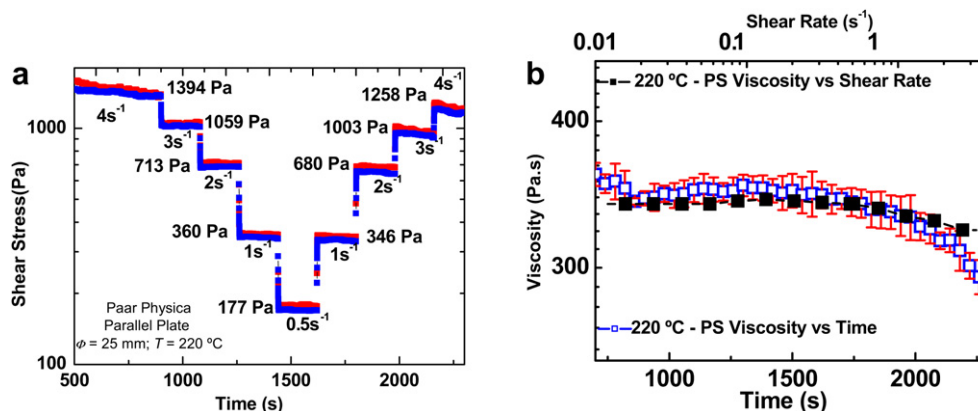 a
Shear Stress(Pa)
1000
100
4s⁻¹
1394 Pa
3s⁻¹
1059 Pa
713 Pa
2s⁻¹
360 Pa
1s⁻¹
177 Pa
0.5s⁻¹
346 Pa
1s⁻¹
680 Pa
2s⁻¹
1003 Pa
3s⁻¹
1258 Pa
4s⁻¹
Paar Physica
Parallel Plate
Φ = 25 mm; T = 220 ºC
500 1000 1500 2000
Time (s)
b
Shear Rate (s⁻¹)
0.01 0.1 1
220 ºC - PS Viscosity vs Shear Rate
Viscosity (Pa.s)
400
300
220 ºC - PS Viscosity vs Time
1000 1500 2000
Time (s)